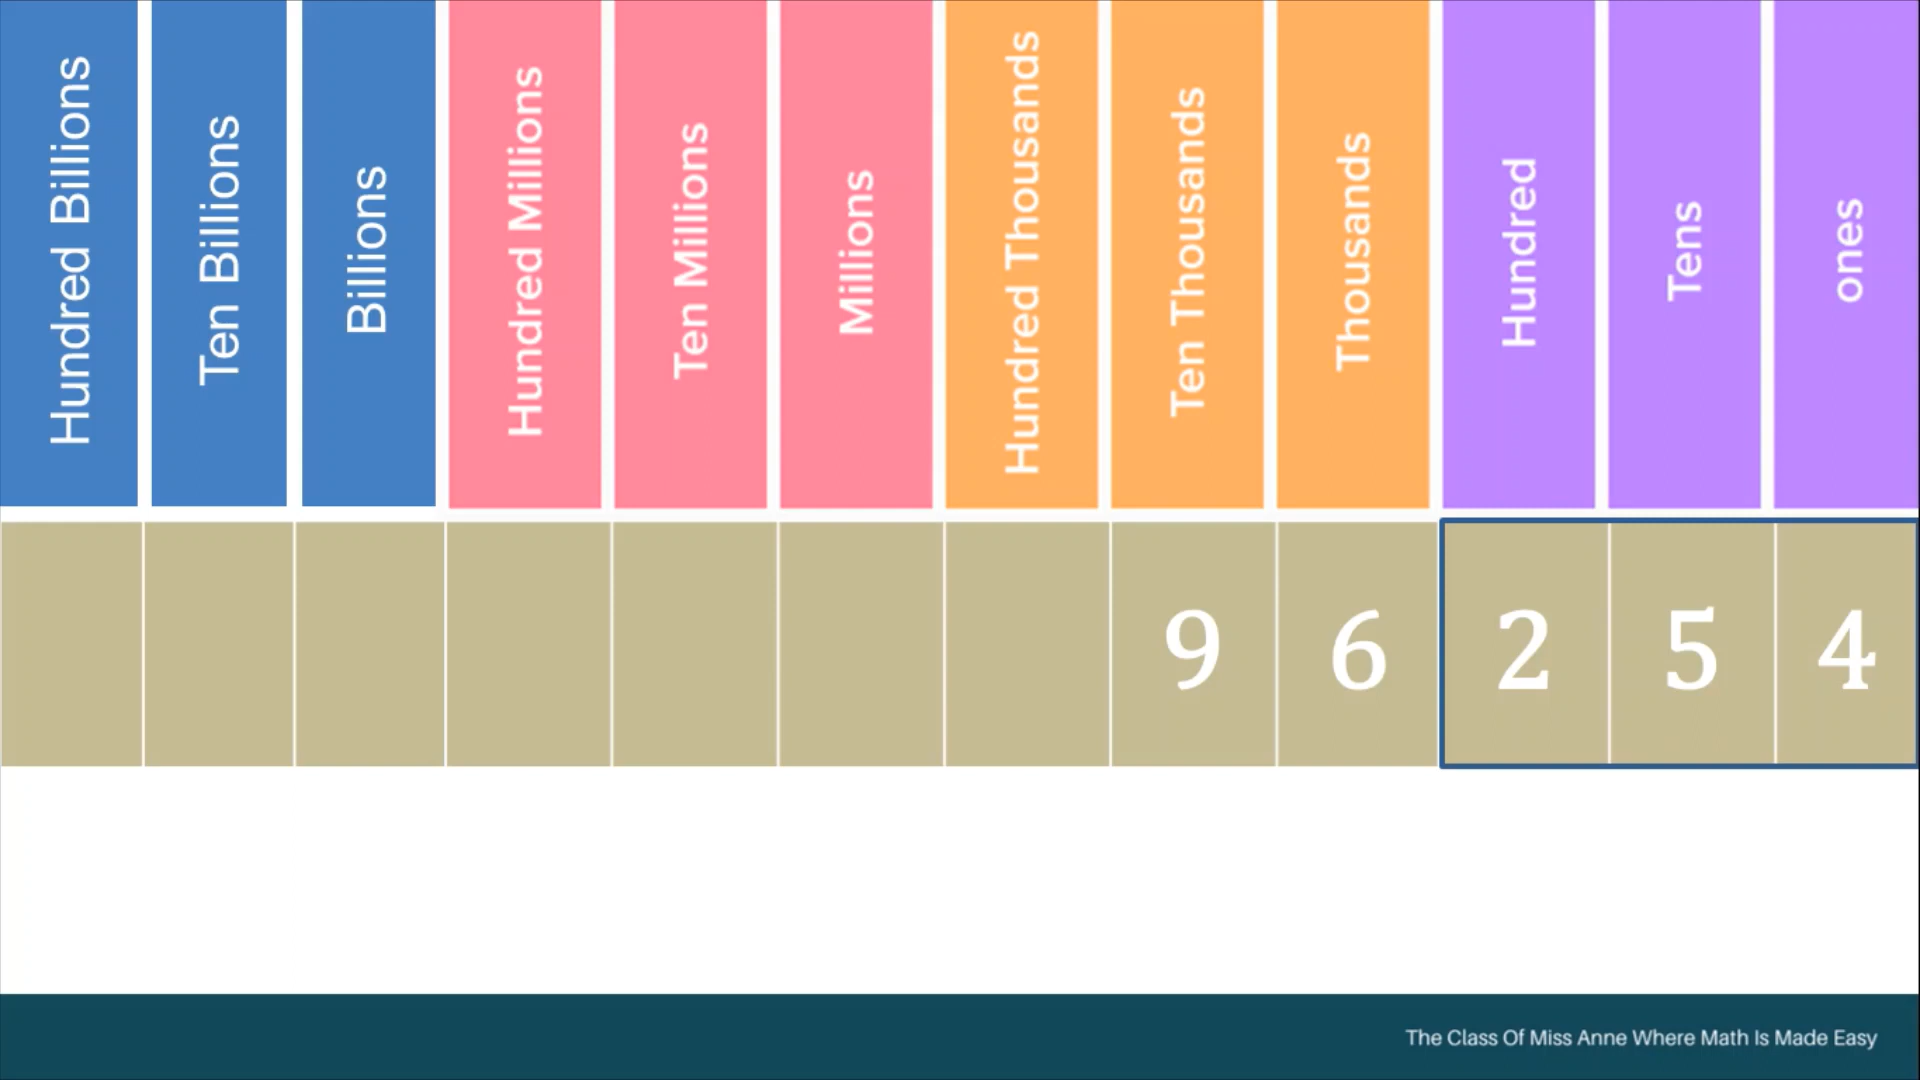 Hundred Billions
Ten Billions
Billions
Hundred Millions
Ten Millions
Millions
Hundred Thousands
Ten Thousands
Thousands
Hundred
Tens
ones
9 6 2 5 4
The Class Of Miss Anne Where Math Is Made Easy